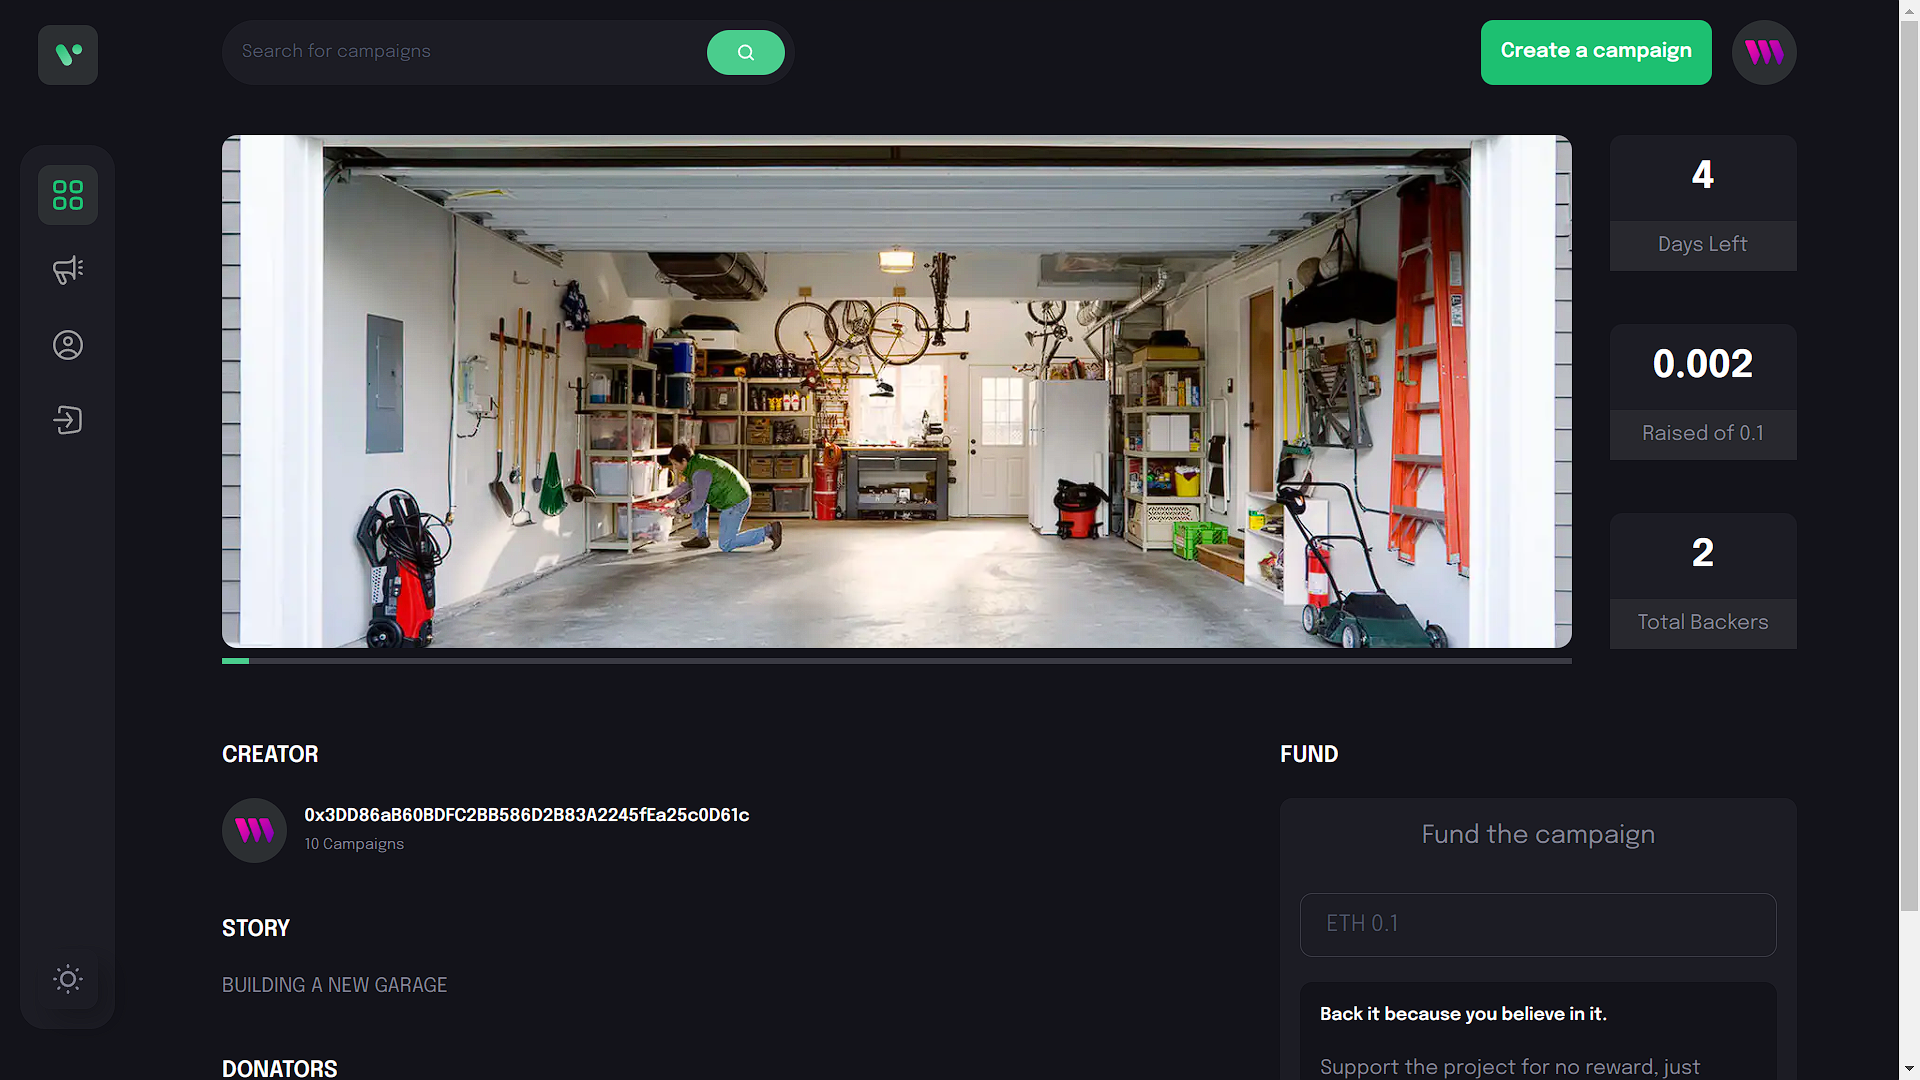 Search for campaigns
Create a campaign
4
Days Left
0.002
Raised of 0.1
2
Total Backers
CREATOR
0x3DD86aB60BDFC2BB586D2B83A2245fEa25c0D61c
10 Campaigns
STORY
BUILDING A NEW GARAGE
DONATORS
FUND
Fund the campaign
ETH 0.1
Back it because you believe in it.
Support the project for no reward, just